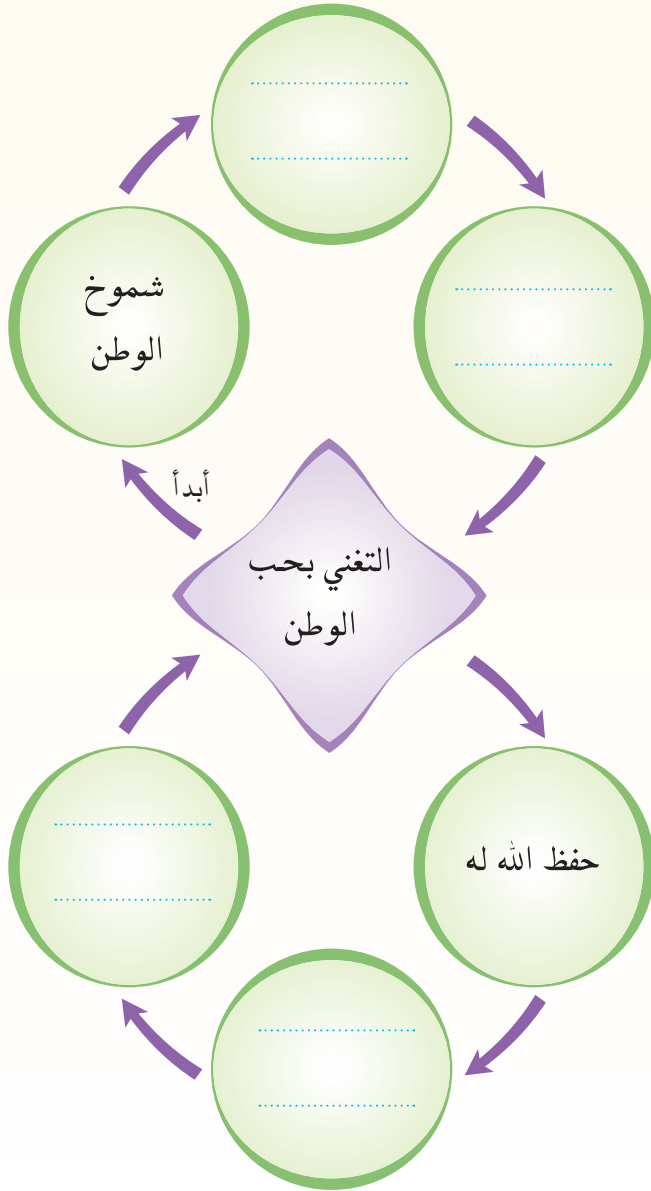 شموخ
الوطن
أبدأ
التغني بحب
الوطن
حفظ الله له